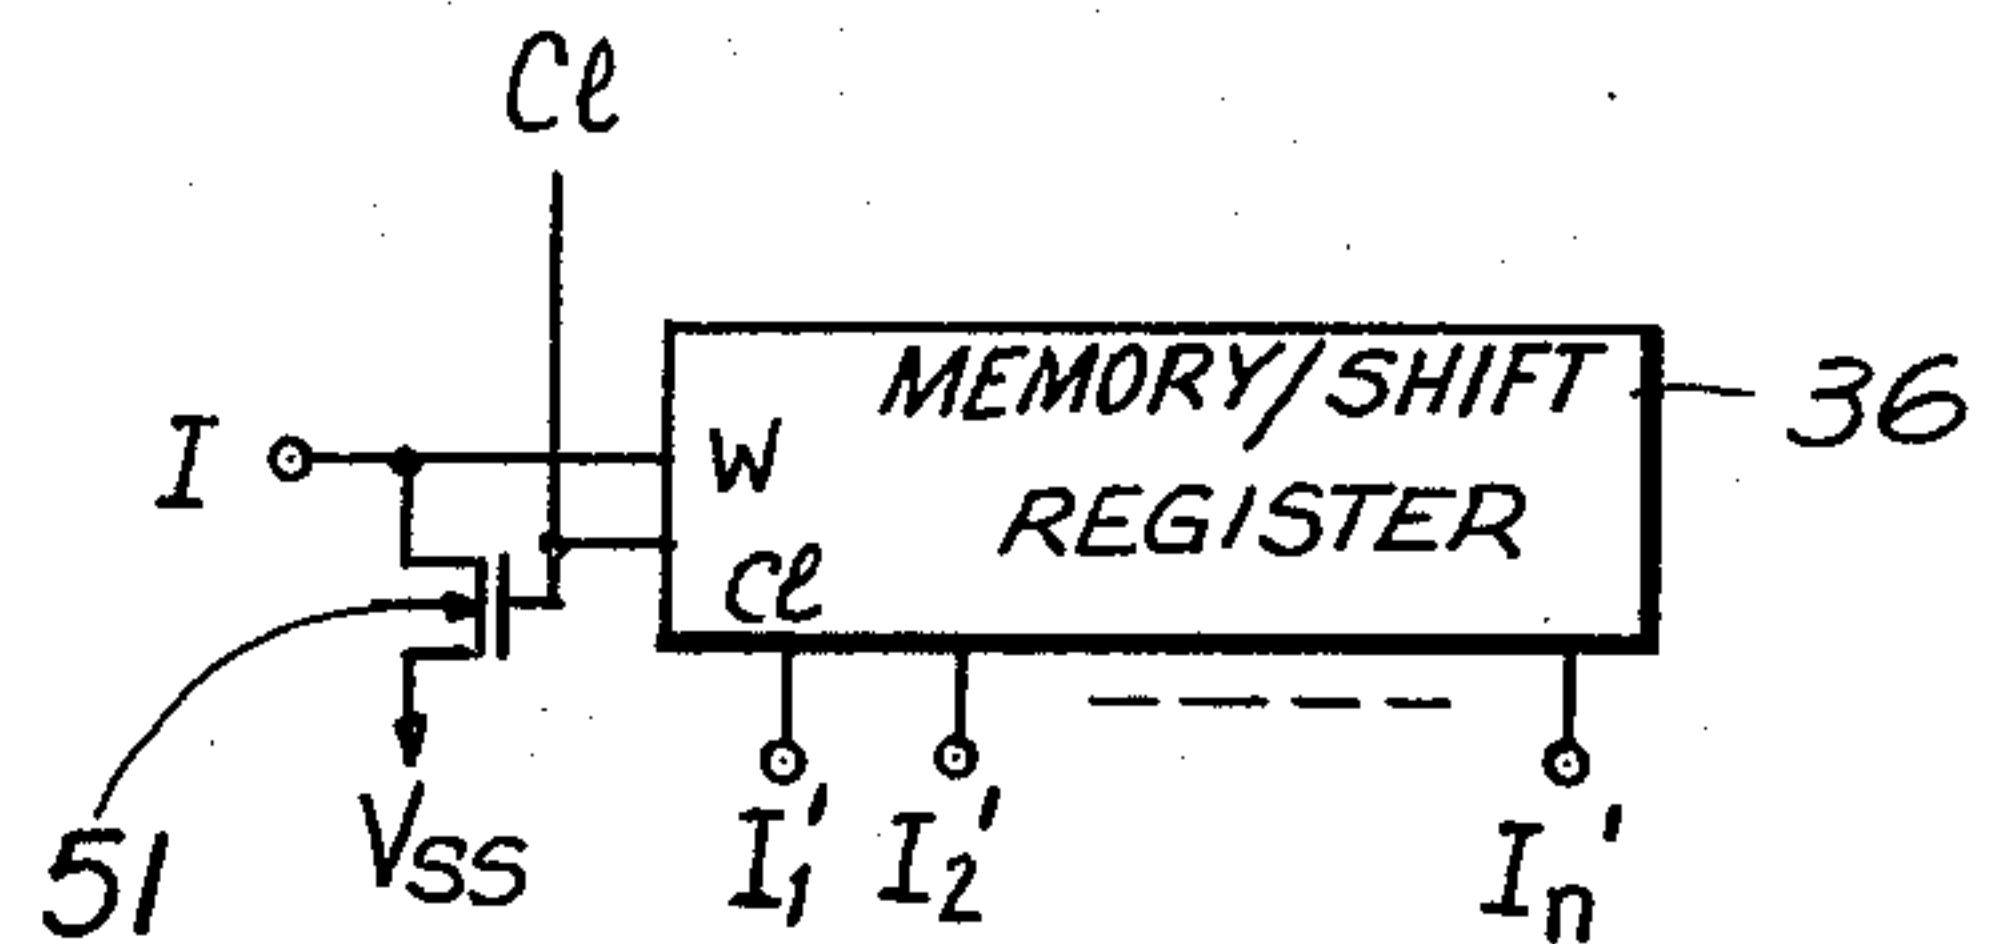 Cl
MEMORY/SHIFT
REGISTER
36
I
W
Cl
51
VSS
I1'
I2'
In'